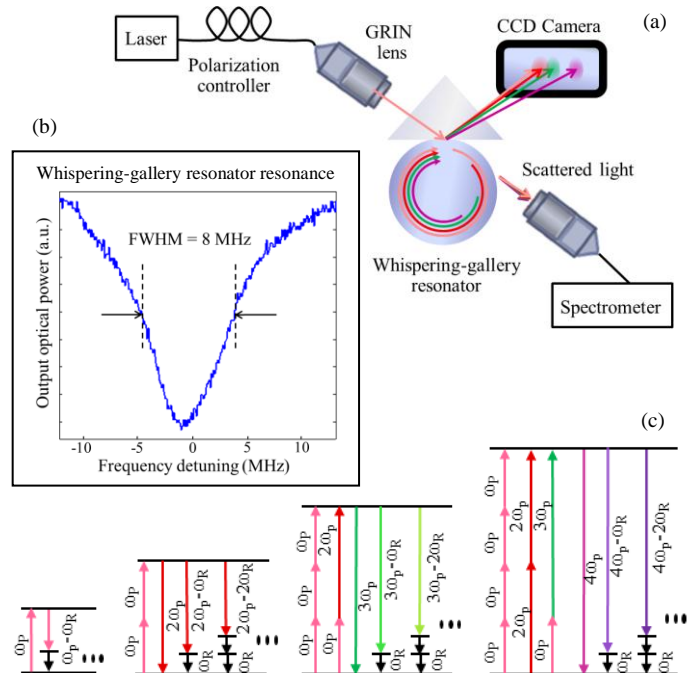 (a)
Laser
Polarization
controller
GRIN
lens
CCD Camera
Scattered light
Whispering-gallery
resonator
Spectrometer
(b)
Whispering-gallery resonator resonance
FWHM = 8 MHz
Output optical power (a.u.)
-10 -5 0 5 10
Frequency detuning (MHz)
(c)
ωP
ωp-ωR
•••
ωP
ωP
2ωp
2ωp-ωR
2ωp-2ωR
ωR
ωR
•••
ωP
ωP
ωP
2ωp
ωP
3ωp
3ωp-ωR
3ωp-2ωR
ωR
ωR
•••
ωP
ωP
ωP
ωP
2ωp
2ωp
3ωp
ωp
4ωp
4ωp-ωR
4ωp-2ωR
ωR
ωR
•••